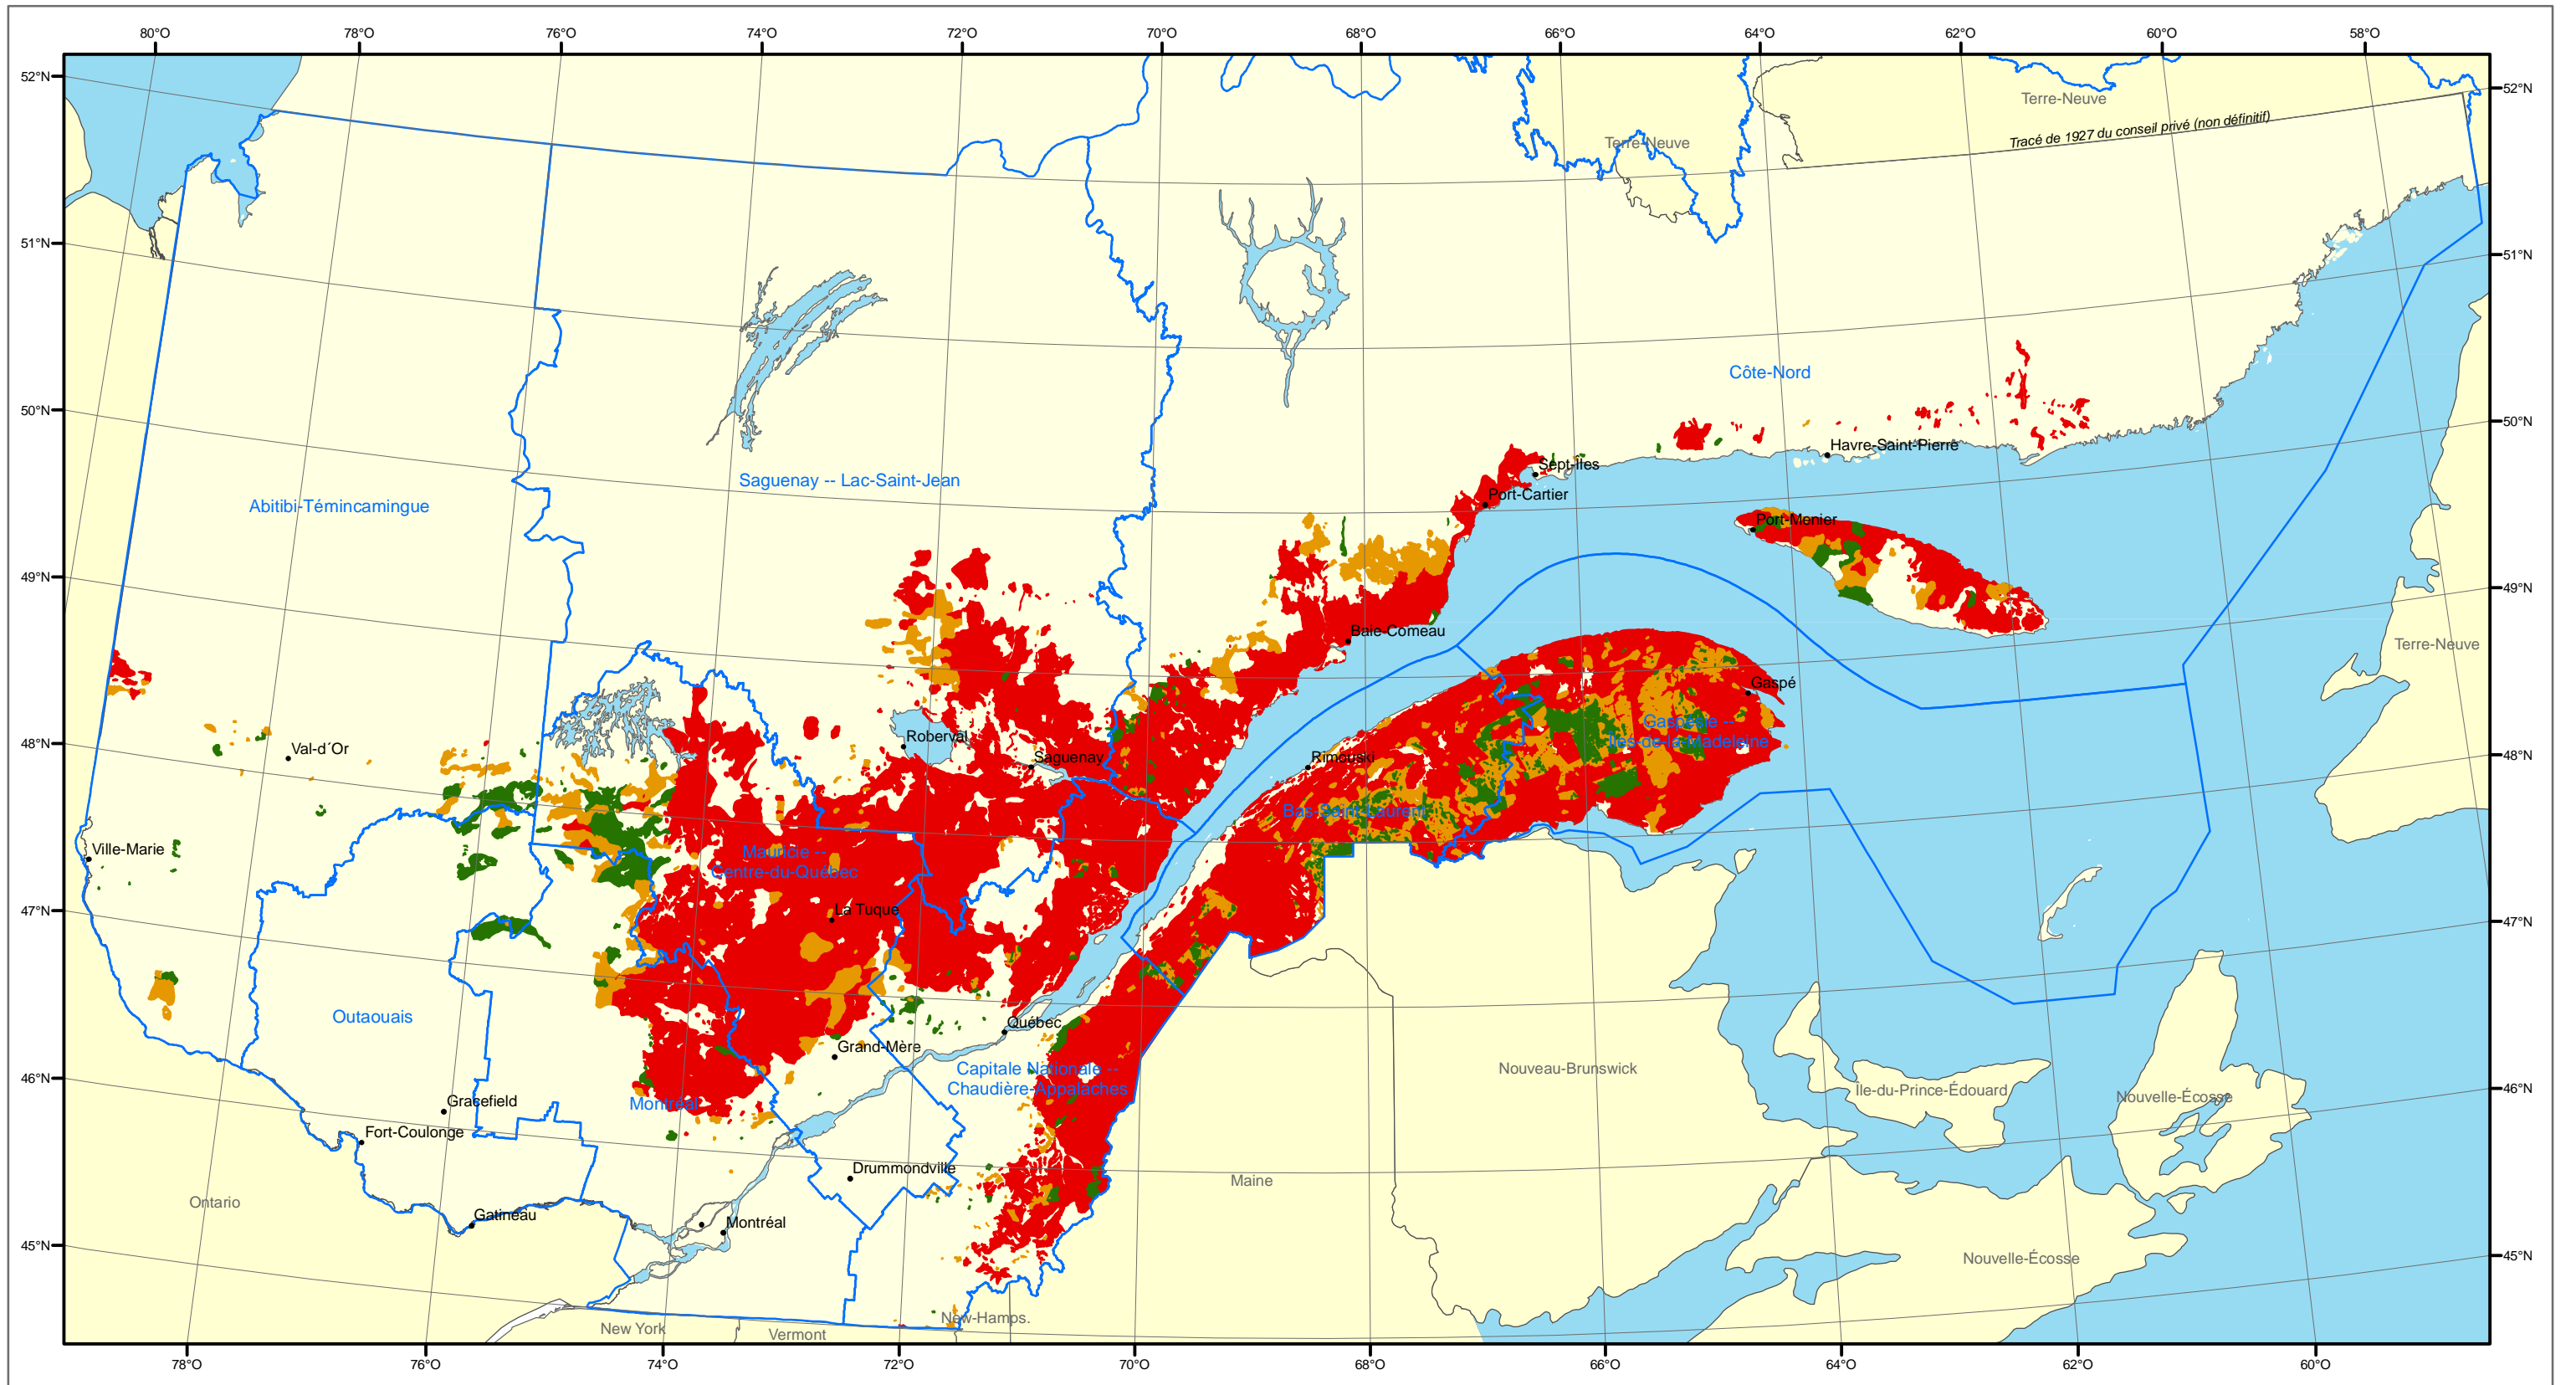 80°O 78°O 76°O 74°O 72°O 70°O 68°O 66°O 64°O 62°O 60°O 58°O
52°N
52°N
Terre-Neuve
Tracé de 1927 du conseil privé (non définitif)
Terre-Neuve
51°N
51°N
Côte-Nord
50°N
50°N
Havre-Saint-Pierre
Sept-Iles
Saguenay -- Lac-Saint-Jean
Port-Cartier
Abitibi-Témincamingue
Port-Menier
49°N
49°N
Baie-Comeau
Terre-Neuve
Gaspé
Gaspésie --
Iles-de-la-Madeleine
Roberval
48°N
Val-d´Or
48°N
Saguenay
Rimouski
Bas Saint-Laurent
Ville-Marie
Mauricie --
Centre-du-Québec
47°N
La Tuque
47°N
Outaouais
Québec
Grand-Mère
Capitale Nationale --
Chaudière-Appalaches
Nouveau-Brunswick
46°N
46°N
Île-du-Prince-Édouard
Nouvelle-Écosse
Gracefield
Montréal
Fort-Coulonge
Drummondville
Maine
Ontario
Gatineau
Montréal
45°N
45°N
Nouvelle-Écosse
New-Hamps.
New York
Vermont
78°O 76°O 74°O 72°O 70°O 68°O 66°O 64°O 62°O 60°O